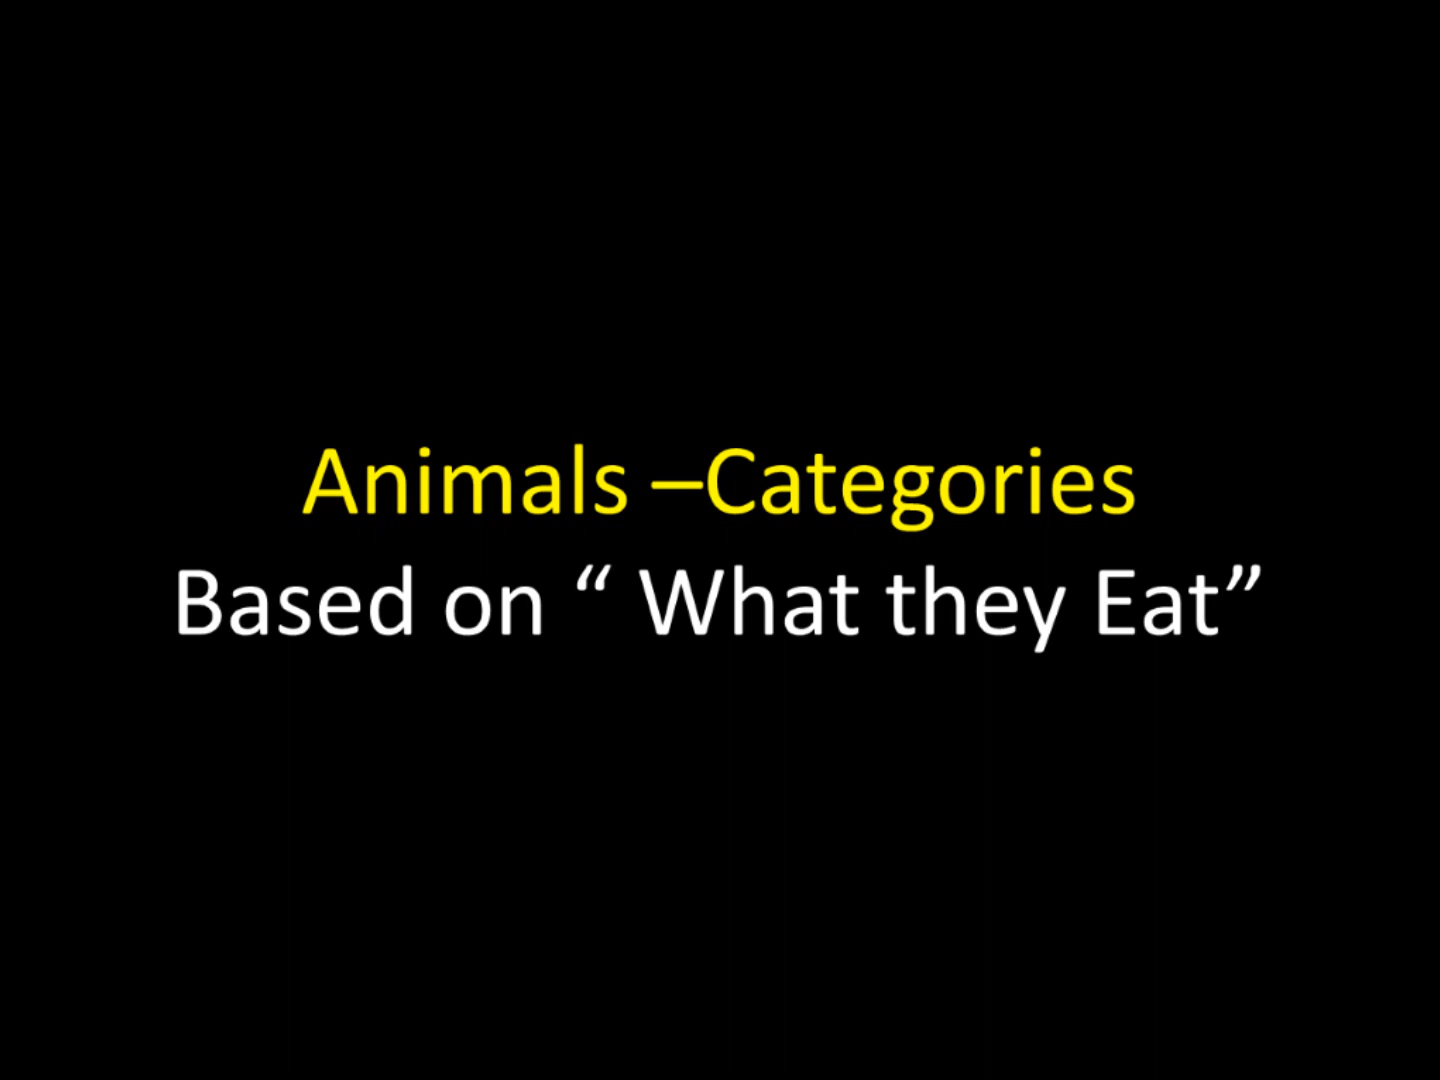 Animals –Categories
Based on “ What they Eat”